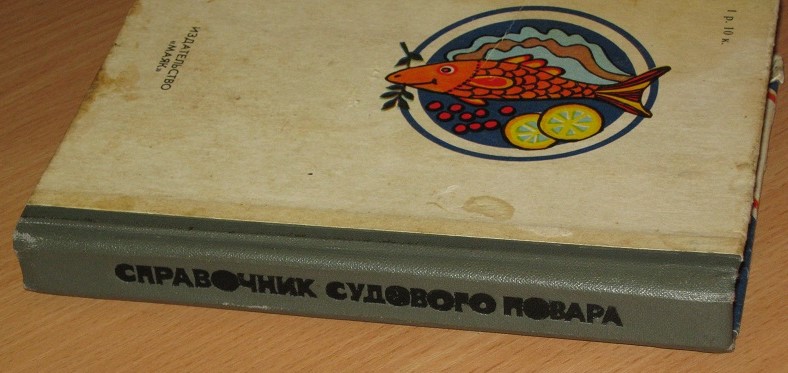 ИЗДАТЕЛЬСТВО
«МАЯК»
1 р. 10 к.
СПРАВОЧНИК СУДОВОГО ПОВАРА